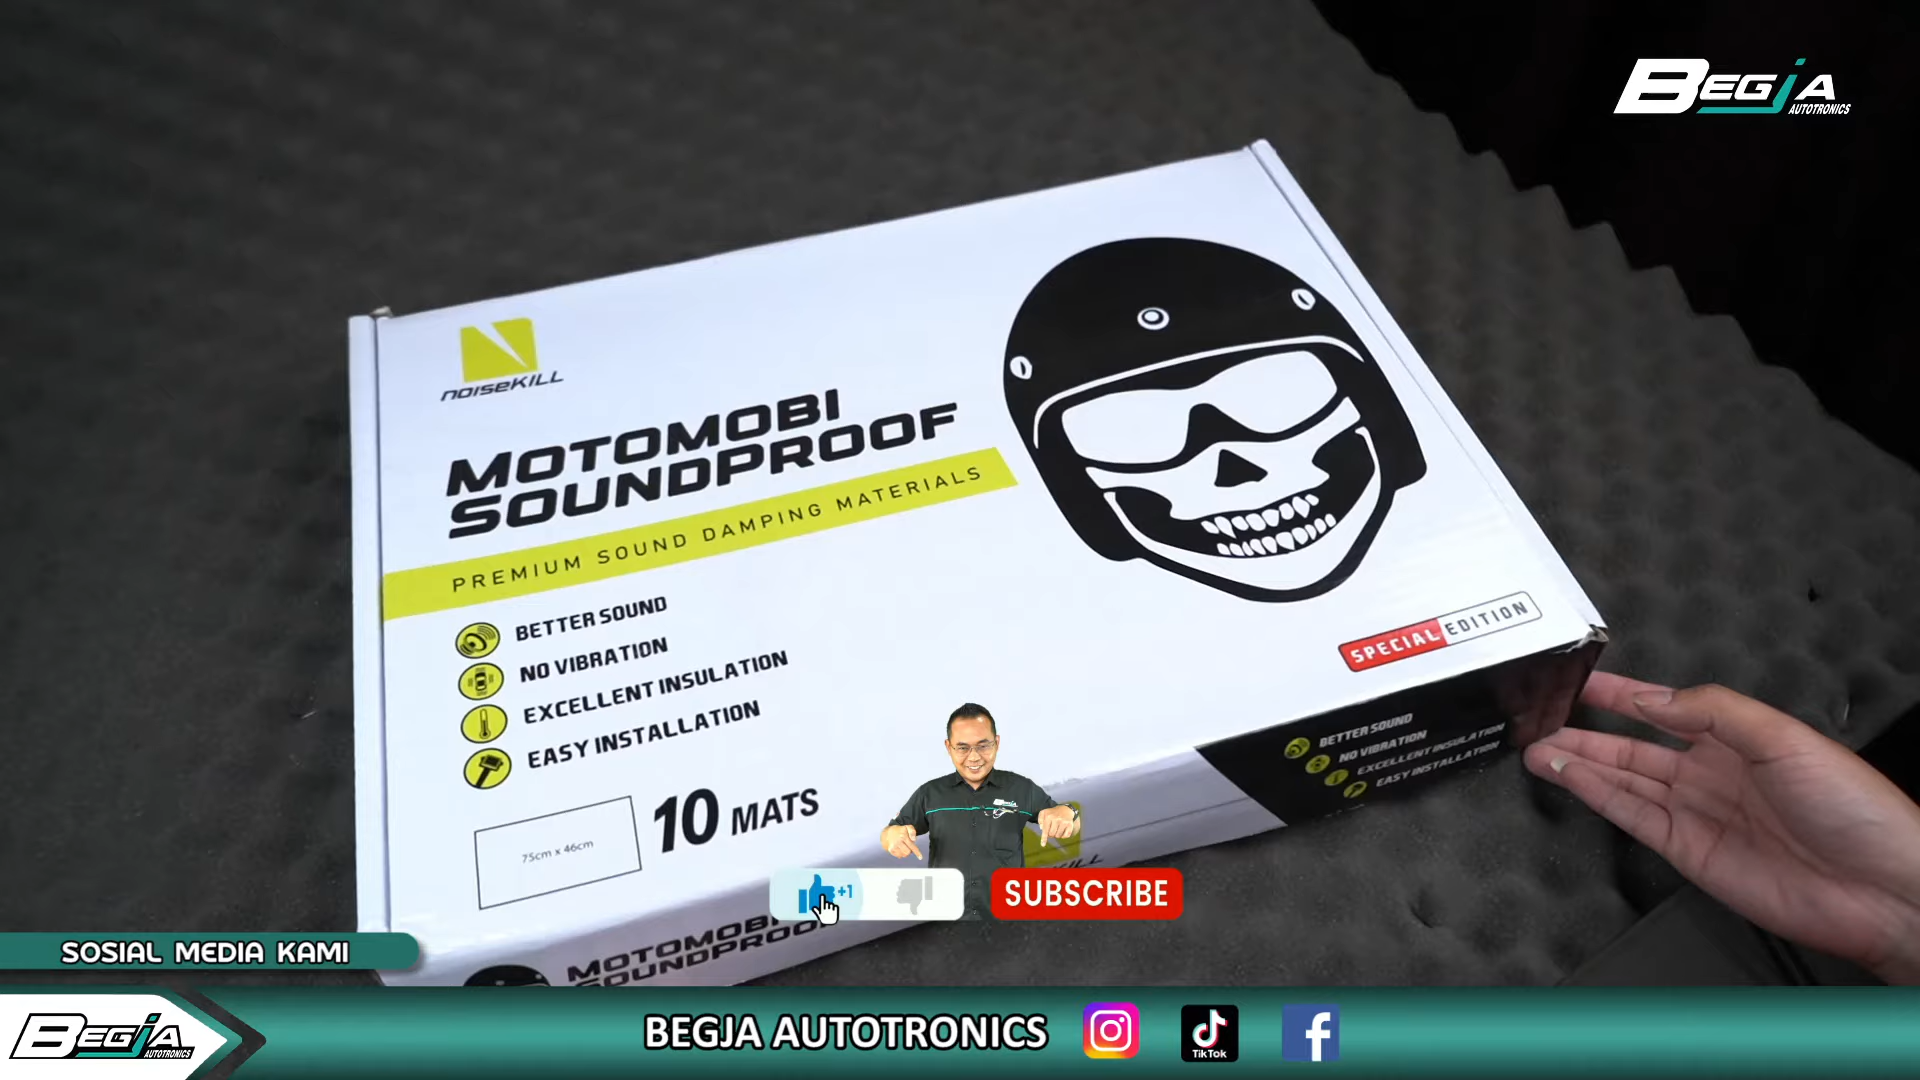 BEGJA
AUTOTRONICS
NOISEKILL
MOTOMOBI
SOUNDPROOF
PREMIUM SOUND DAMPING MATERIALS
BETTER SOUND
NO VIBRATION
EXCELLENT INSULATION
EASY INSTALLATION
SPECIAL EDITION
10 MATS
75cm x 46cm
BETTER SOUND
NO VIBRATION
EXCELLENT INSULATION
EASY INSTALLATION
+1
SUBSCRIBE
MOTOMOBI
SOUNDPROOF
SOSIAL MEDIA KAMI
BEGJA
AUTOTRONICS
BEGJA AUTOTRONICS
TikTok